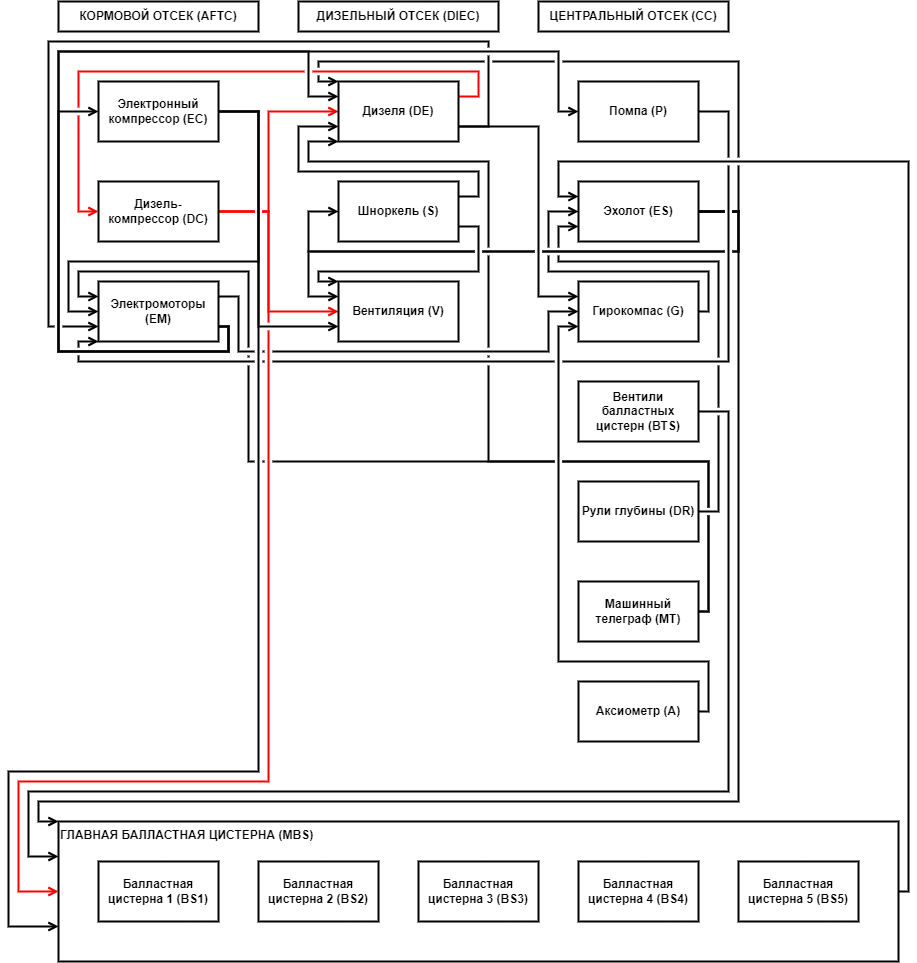 КОРМОВОЙ ОТСЕК (AFTC)
ДИЗЕЛЬНЫЙ ОТСЕК (DIEC)
ЦЕНТРАЛЬНЫЙ ОТСЕК (CC)
Электронный
компрессор (EC)
Дизеля (DE)
Помпа (P)
Дизель-
компрессор (DC)
Шноркель (S)
Эхолот (ES)
Электромоторы
(EM)
Вентиляция (V)
Гирокомпас (G)
Вентили
балластных
цистерн (BTS)
Рули глубины (DR)
Машинный
телеграф (MT)
Аксиометр (A)
ГЛАВНАЯ БАЛЛАСТНАЯ ЦИСТЕРНА (MBS)
Балластная
цистерна 1 (BS1)
Балластная
цистерна 2 (BS2)
Балластная
цистерна 3 (BS3)
Балластная
цистерна 4 (BS4)
Балластная
цистерна 5 (BS5)